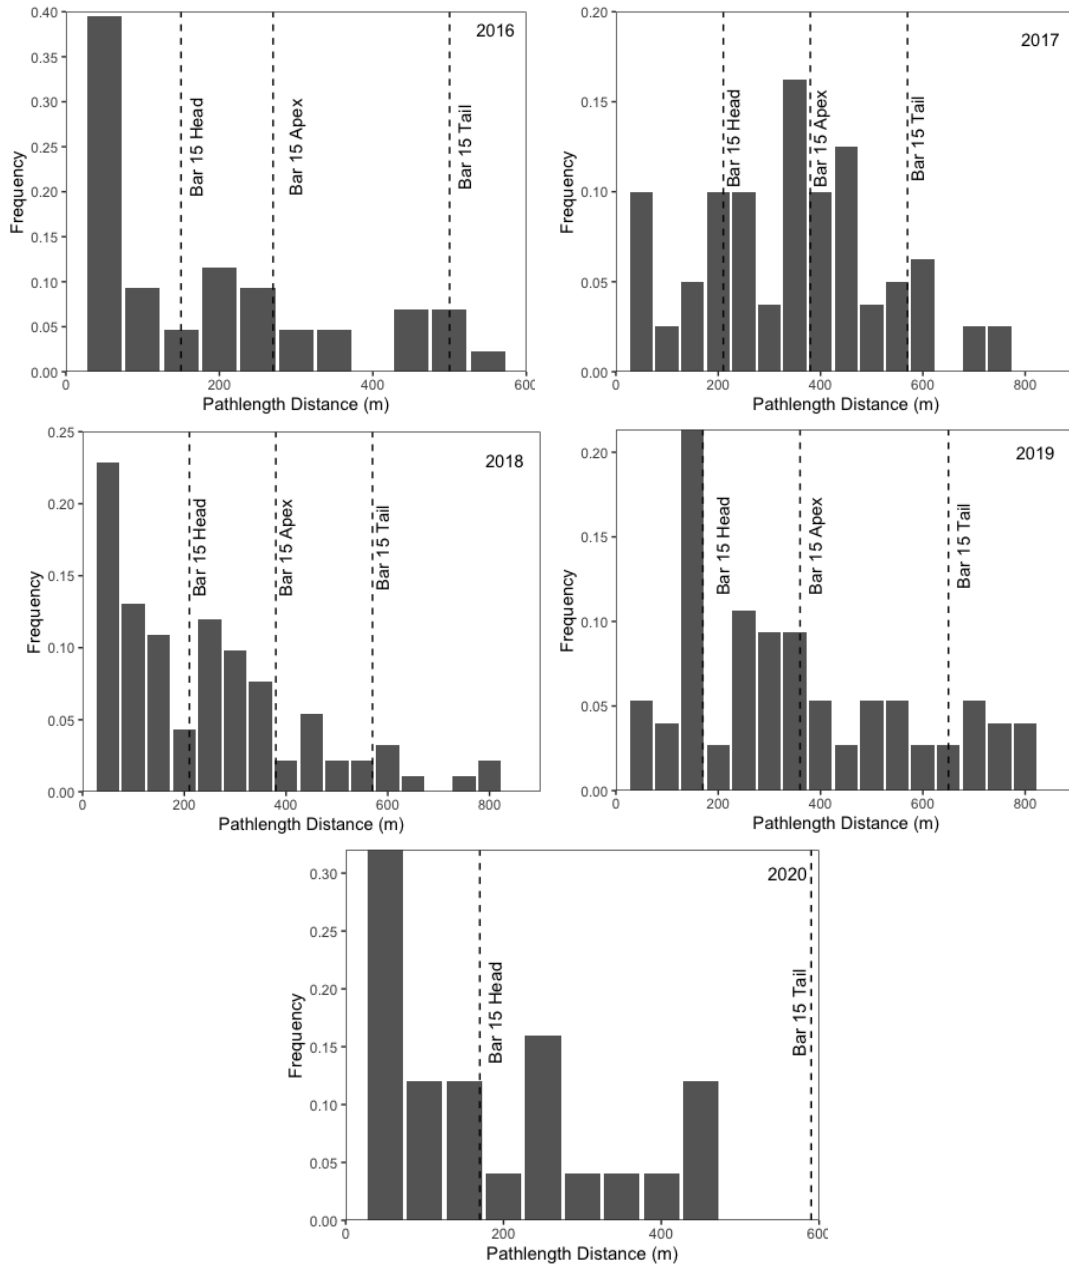 2016
0.40
0.35
0.30
0.25
0.20
0.15
0.10
0.05
0.00
Frequency
Bar 15 Head
Bar 15 Apex
Bar 15 Tail
0 200 400 600
Pathlength Distance (m)
2017
0.20
0.15
0.10
0.05
0.00
Frequency
Bar 15 Head
Bar 15 Apex
Bar 15 Tail
0 200 400 600 800
Pathlength Distance (m)
2018
0.25
0.20
0.15
0.10
0.05
0.00
Frequency
Bar 15 Head
Bar 15 Apex
Bar 15 Tail
0 200 400 600 800
Pathlength Distance (m)
2019
0.20
0.15
0.10
0.05
0.00
Frequency
Bar 15 Head
Bar 15 Apex
Bar 15 Tail
0 200 400 600 800
Pathlength Distance (m)
2020
0.30
0.25
0.20
0.15
0.10
0.05
0.00
Frequency
Bar 15 Head
Bar 15 Tail
0 200 400 600
Pathlength Distance (m)